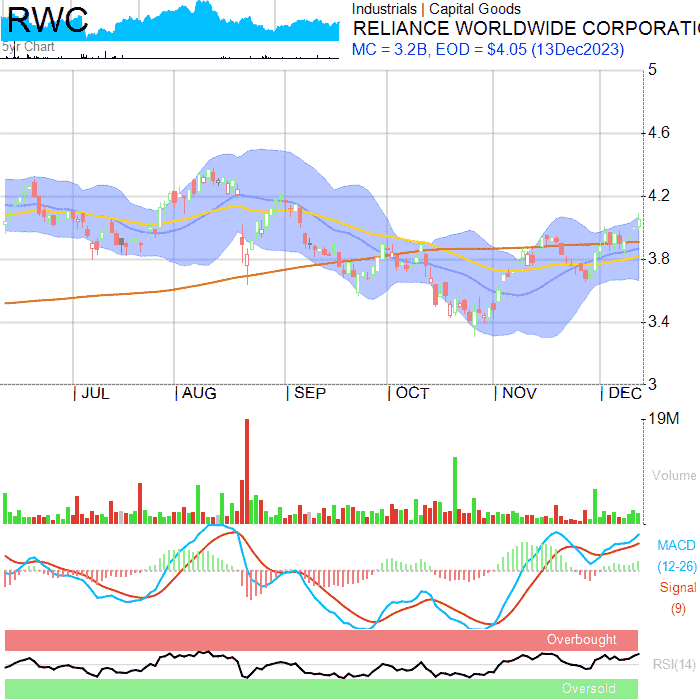 RWC
5yr Chart
Industrials | Capital Goods
RELIANCE WORLDWIDE CORPORATI
MC = 3.2B, EOD = $4.05 (13Dec2023)
5
4.6
4.2
3.8
3.4
3
| JUL | AUG | SEP | OCT | NOV | DEC
19M
Volume
MACD
(12-26)
Signal
(9)
Overbought
RSI(14)
Oversold